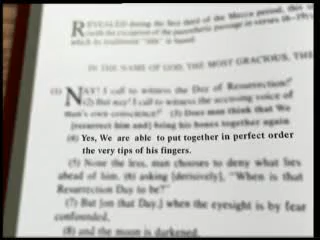 REVEALED during the first third of the Mecca period, this
(with the exception of the parenthetic passage in verses 16-19)
which its traditional "title" is based.
IN THE NAME OF GOD, THE MOST GRACIOUS, THE
(1) NAY! I call to witness the Day of Resurrection!
(2) But nay! I call to witness the accusing voice of
man's own conscience! (3) Does man think that We
[resurrect him and] bring his bones together again
(4) Yes, We are able to put together in perfect order
the very tips of his fingers.
(5) None the less, man chooses to deny what lies
ahead of him, (6) asking [derisively], "When is that
Resurrection Day to be?"
(7) But [on that Day,] when the eyesight is by fear
confounded,
(8) and the moon is darkened,